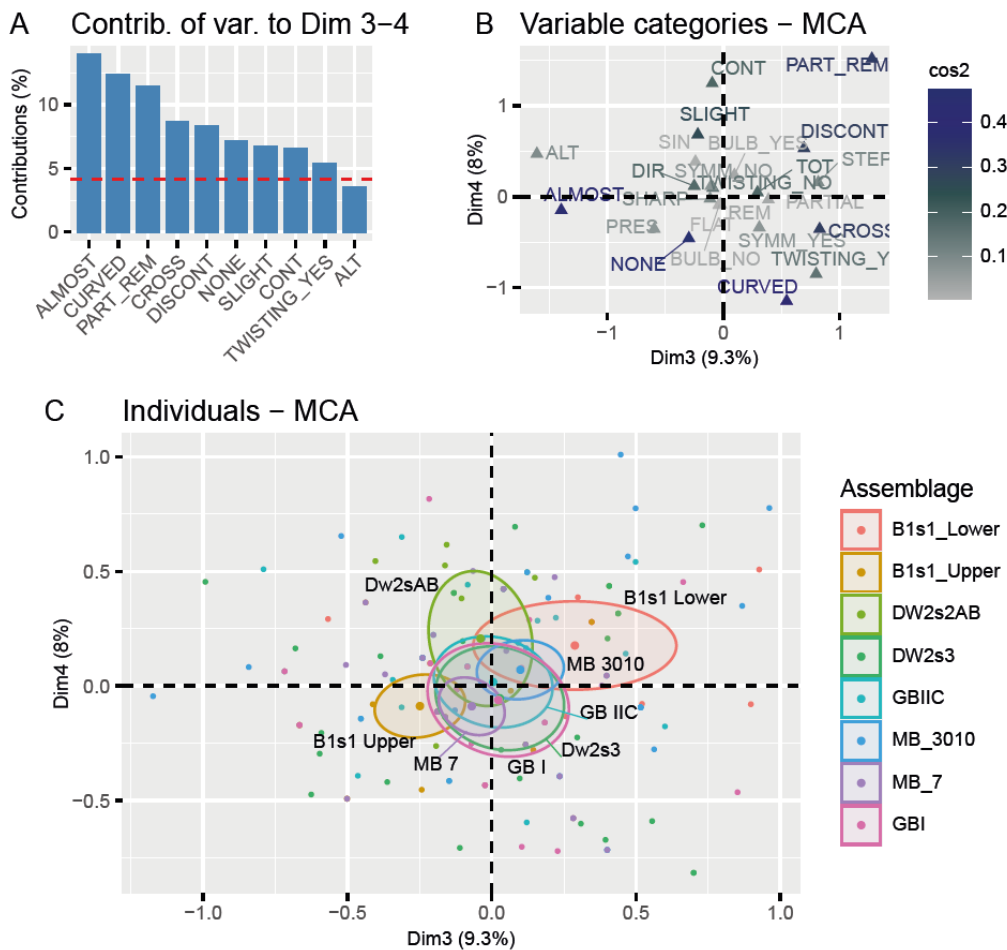 A Contrib. of var. to Dim 3−4
Contributions (%)
10
5
0
ALMOST
CURVED
PART_REM
CROSS
DISCONT
NONE
SLIGHT
CONT
TWISTING_YES
ALT
B Variable categories − MCA
Dim4 (8%)
1
0
−1
CONT
PART_REM
SLIGHT
DISCONT
SIN
BULB_YES
ALT
SYMM_NO
TOT
STEP
DIR
TWISTING_NO
ALMOST
SHARP
PARTIAL
REM
PRES
FLAT
CROSS
SYMM_YES
NONE
BULB_NO
TWISTING_Y
CURVED
−1
0
1
Dim3 (9.3%)
cos2
0.4
0.3
0.2
0.1
C Individuals − MCA
Dim4 (8%)
1.0
0.5
0.0
−0.5
Dw2sAB
B1s1 Lower
MB 3010
GB IIC
B1s1 Upper
MB 7
GB I
Dw2s3
−1.0
−0.5
0.0
0.5
1.0
Dim3 (9.3%)
Assemblage
B1s1_Lower
B1s1_Upper
DW2s2AB
DW2s3
GBIIC
MB_3010
MB_7
GBI